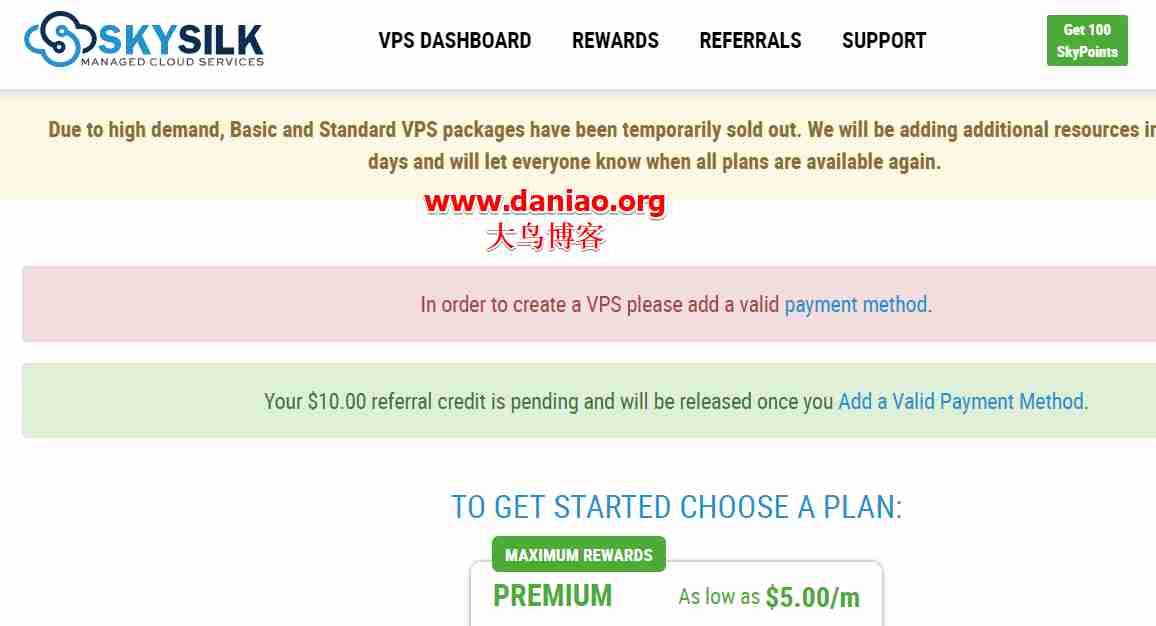 SKYSILK
MANAGED CLOUD SERVICES
VPS DASHBOARD
REWARDS
REFERRALS
SUPPORT
Get 100
SkyPoints
Due to high demand, Basic and Standard VPS packages have been temporarily sold out. We will be adding additional resources
days and will let everyone know when all plans are available again.
www.daniao.org
大鸟博客
In order to create a VPS please add a valid payment method.
Your $10.00 referral credit is pending and will be released once you Add a Valid Payment Method.
TO GET STARTED CHOOSE A PLAN:
MAXIMUM REWARDS
PREMIUM
As low as $5.00/m